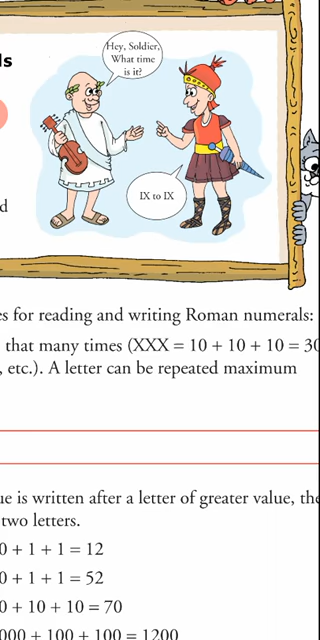 ls
Hey, Soldier,
What time
is it?
IX to IX
d
es for reading and writing Roman numerals:
that many times (XXX = 10 + 10 + 10 = 30
, etc.). A letter can be repeated maximum
ue is written after a letter of greater value, the
two letters.
0 + 1 + 1 = 12
0 + 1 + 1 = 52
0 + 10 + 10 = 70
000 + 100 + 100 = 1200